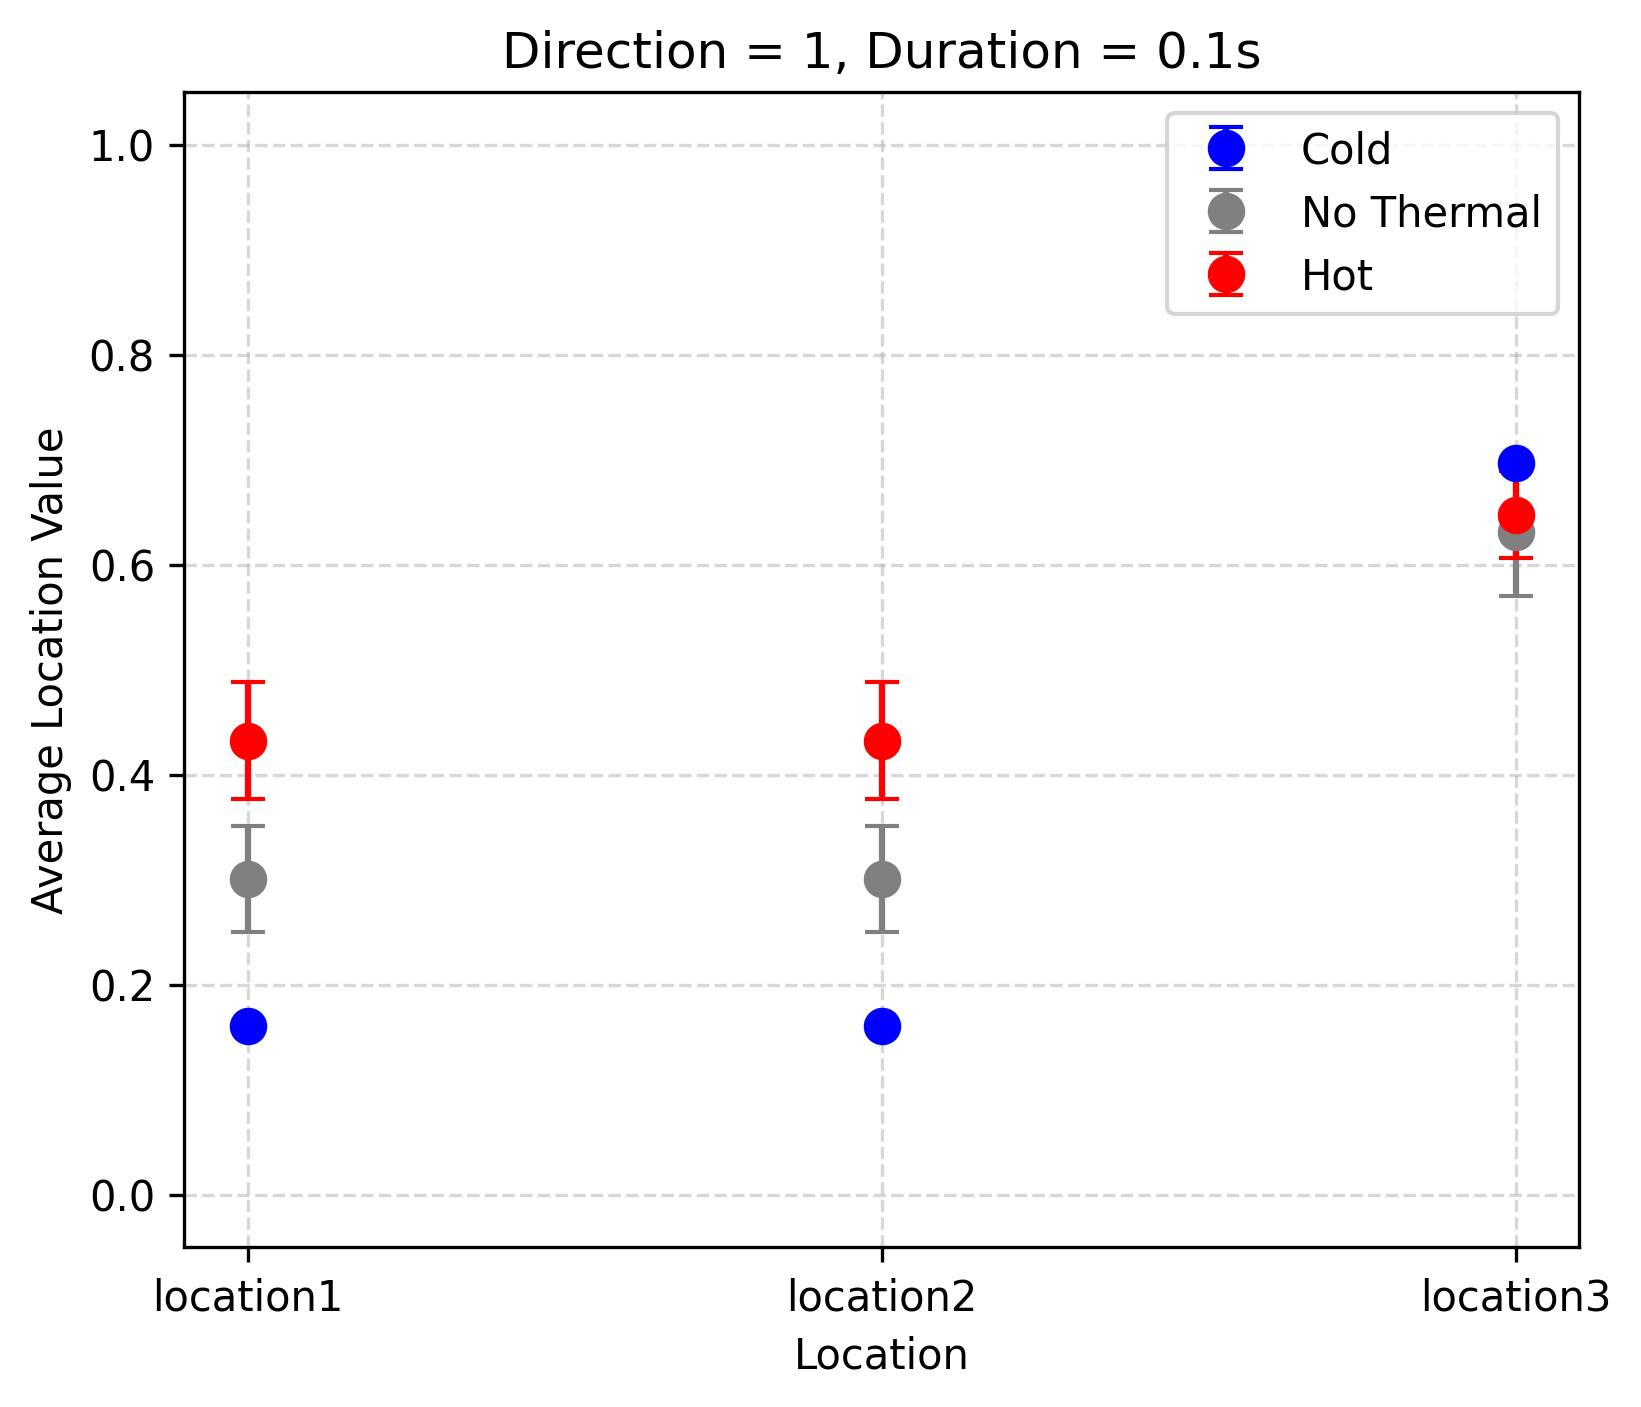 Direction = 1, Duration = 0.1s
1.0
0.8
0.6
0.4
0.2
0.0
Average Location Value
Cold
No Thermal
Hot
location1
location2
location3
Location